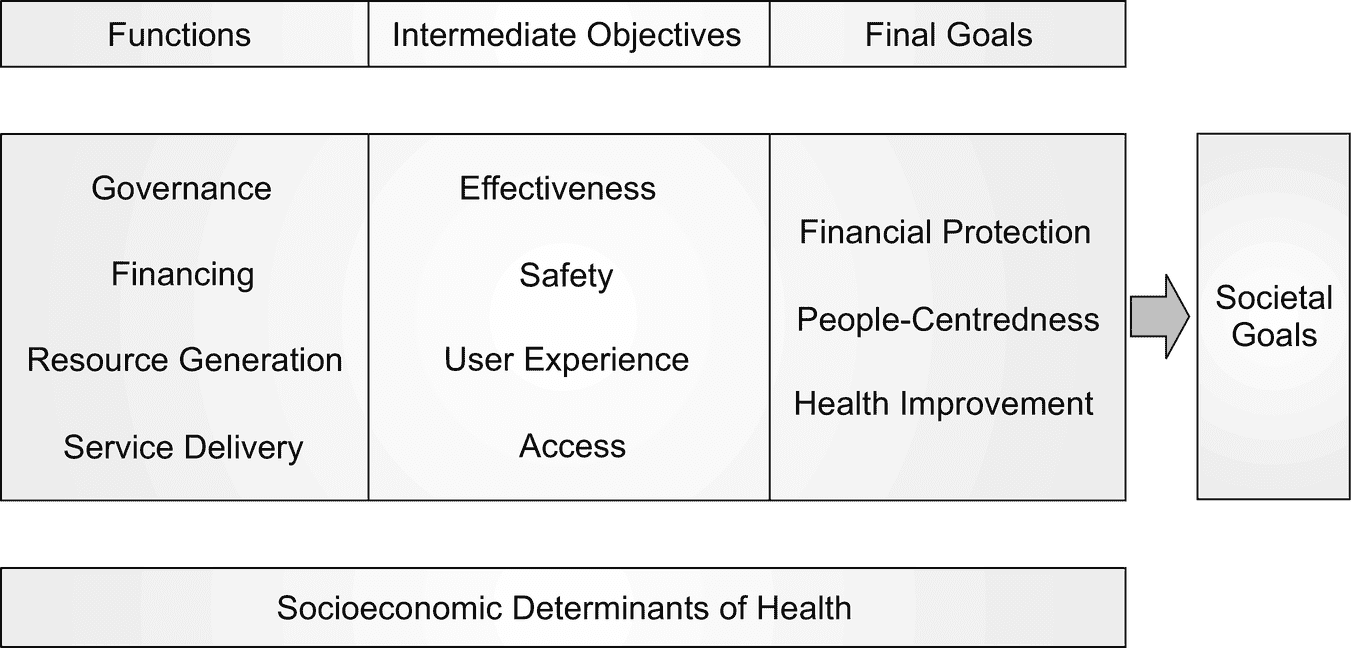 Functions
Intermediate Objectives
Final Goals
Governance
Financing
Resource Generation
Service Delivery
Effectiveness
Safety
User Experience
Access
Financial Protection
People-Centredness
Health Improvement
Societal
Goals
Socioeconomic Determinants of Health